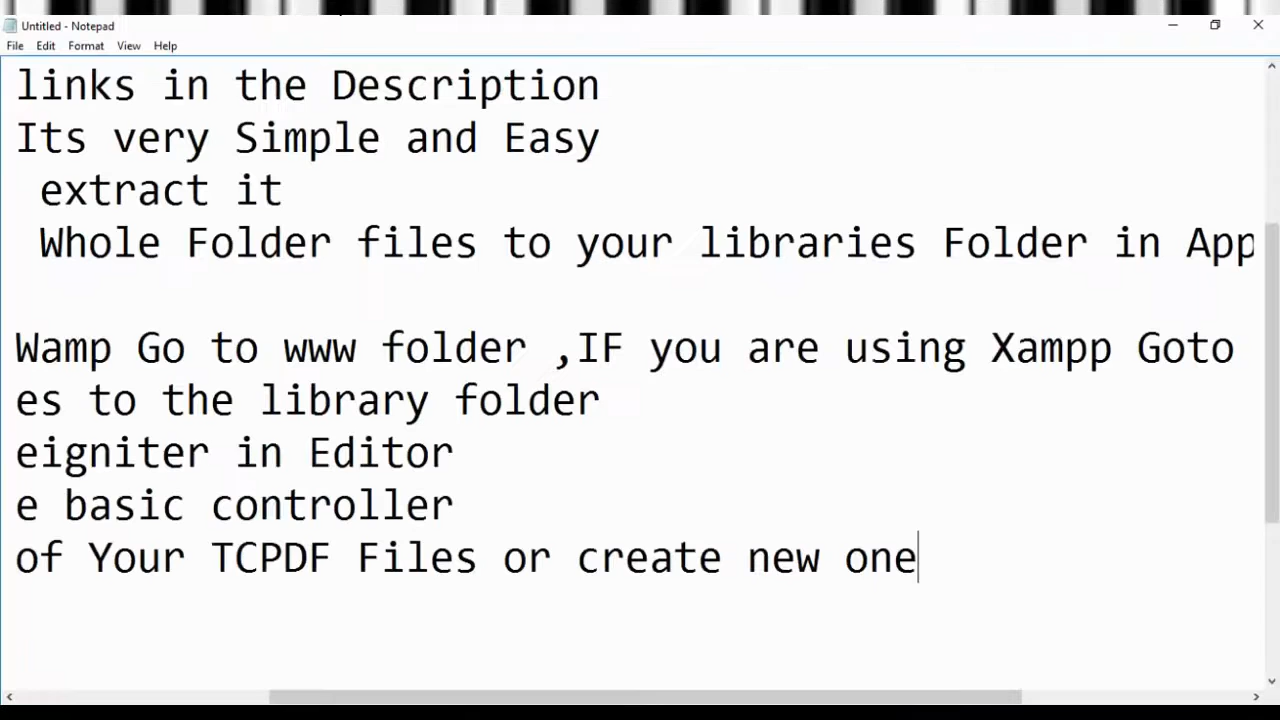 Untitled - Notepad
File Edit Format View Help
links in the Description
Its very Simple and Easy
extract it
Whole Folder files to your libraries Folder in App
Wamp Go to www folder ,IF you are using Xampp Goto
es to the library folder
eigniter in Editor
e basic controller
of Your TCPDF Files or create new one